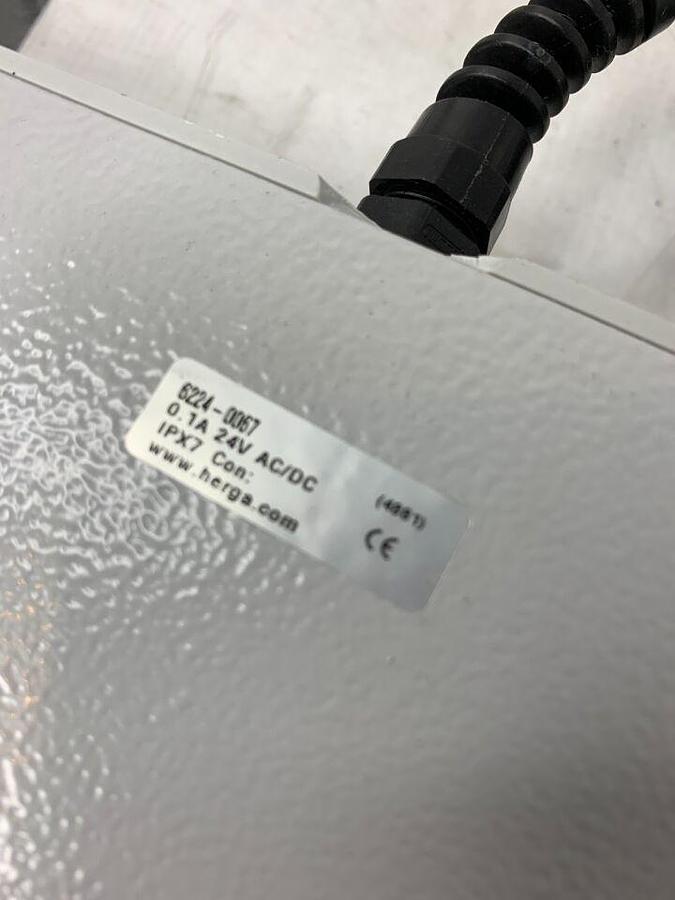 6224-0067
0.1A 24V AC/DC
IPX7 Con:
www.herga.com
(4881)
CE